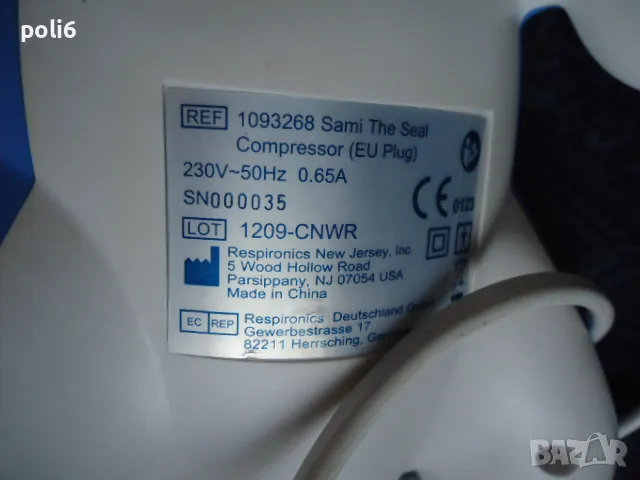 poli6
REF 1093268 Sami The Seal
Compressor (EU Plug)
230V~50Hz 0.65A
SN000035
CE 0123
LOT 1209-CNWR
Respironics New Jersey, Inc.
5 Wood Hollow Road
Parsippany, NJ 07054 USA
Made in China
EC REP Respironics Deutschland
Gewerbestrasse 17
82211 Herrsching,
BAZAR